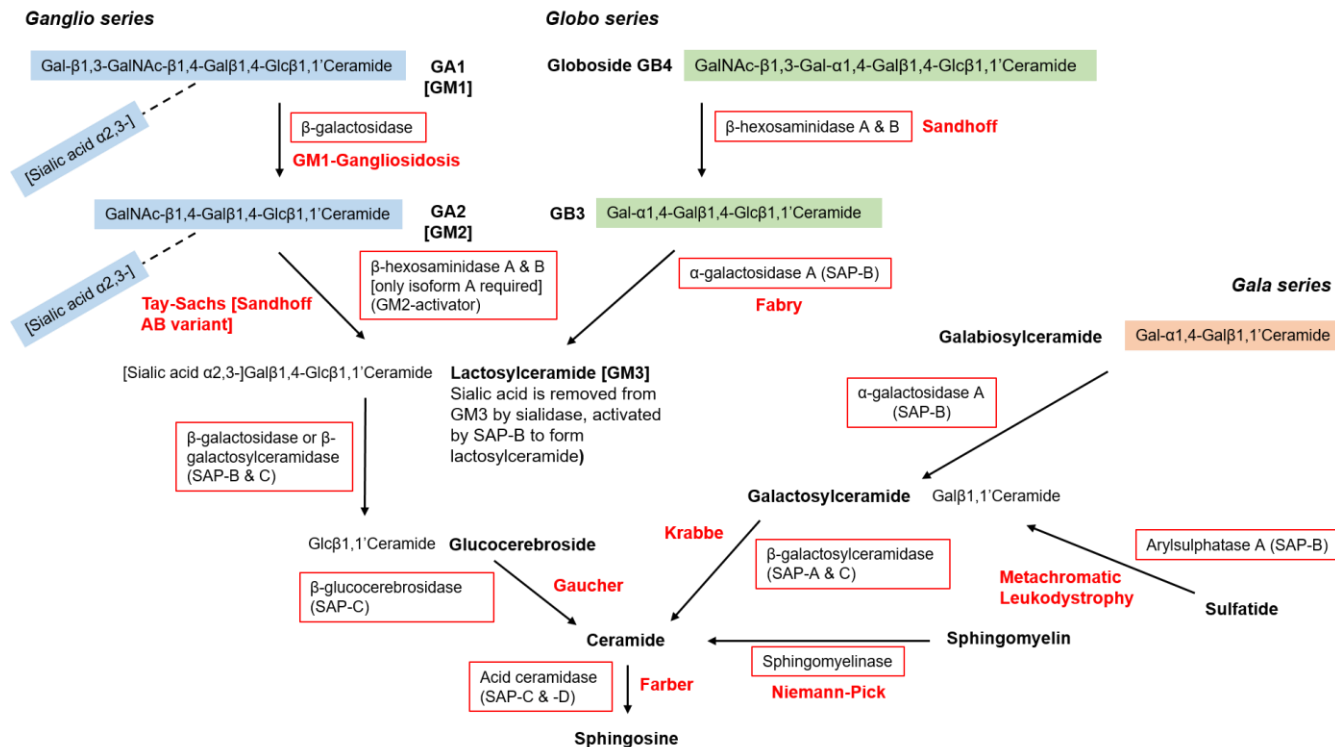 Ganglio series
Globo series
Gal-β1,3-GalNAc-β1,4-Galβ1,4-Glcβ1,1'Ceramide
GA1
[GM1]
Globoside GB4
GalNAc-β1,3-Gal-α1,4-Galβ1,4-Glcβ1,1'Ceramide
[Sialic acid α2,3-]
β-galactosidase
GM1-Gangliosidosis
β-hexosaminidase A & B
Sandhoff
GalNAc-β1,4-Galβ1,4-Glcβ1,1'Ceramide
GA2
[GM2]
GB3
Gal-α1,4-Galβ1,4-Glcβ1,1'Ceramide
[Sialic acid α2,3-]
Tay-Sachs [Sandhoff
AB variant]
β-hexosaminidase A & B
[only isoform A required]
(GM2-activator)
α-galactosidase A (SAP-B)
Fabry
Gala series
Galabiosylceramide
Gal-α1,4-Galβ1,1'Ceramide
[Sialic acid α2,3-]Galβ1,4-Glcβ1,1'Ceramide
Lactosylceramide [GM3]
Sialic acid is removed from
GM3 by sialidase, activated
by SAP-B to form
lactosylceramide)
α-galactosidase A
(SAP-B)
β-galactosidase or β-
galactosylceramidase
(SAP-B & C)
Galactosylceramide
Galβ1,1'Ceramide
Glcβ1,1'Ceramide
Glucocerebroside
Krabbe
β-galactosylceramidase
(SAP-A & C)
Arylsulphatase A (SAP-B)
Metachromatic
Leukodystrophy
Sulfatide
β-glucocerebrosidase
(SAP-C)
Gaucher
Ceramide
Sphingomyelin
Sphingomyelinase
Niemann-Pick
Acid ceramidase
(SAP-C & -D)
Farber
Sphingosine